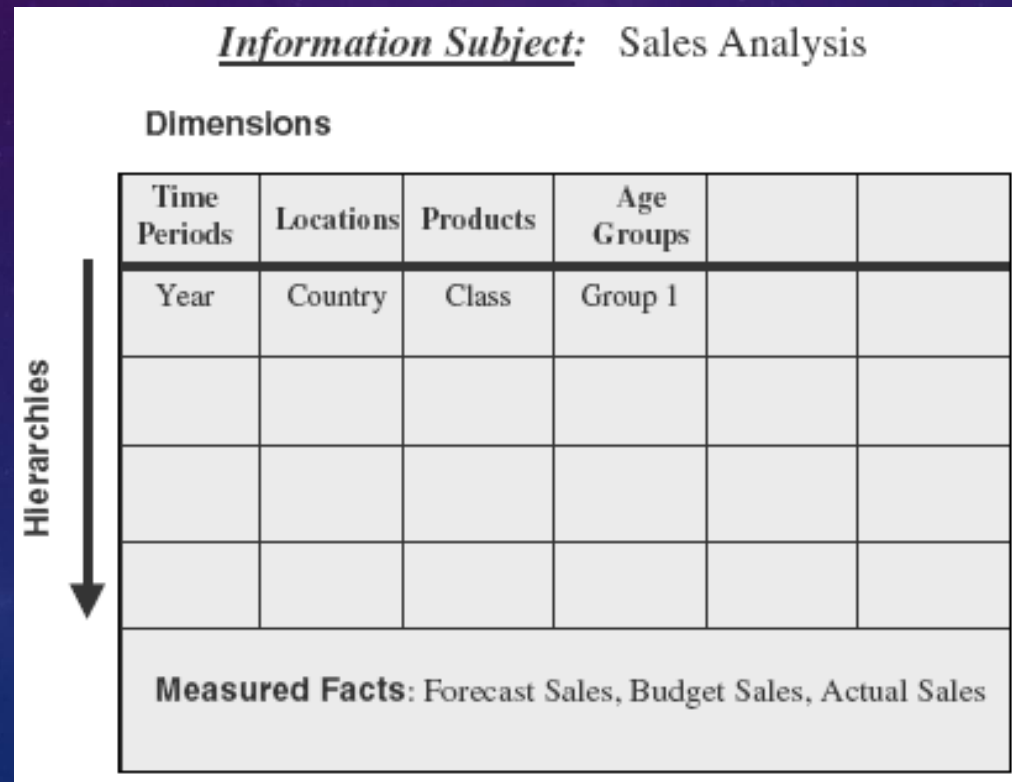 Information Subject: Sales Analysis
Dimensions
Time Periods Locations Products Age Groups
Year Country Class Group 1
Hierarchies
Measured Facts: Forecast Sales, Budget Sales, Actual Sales